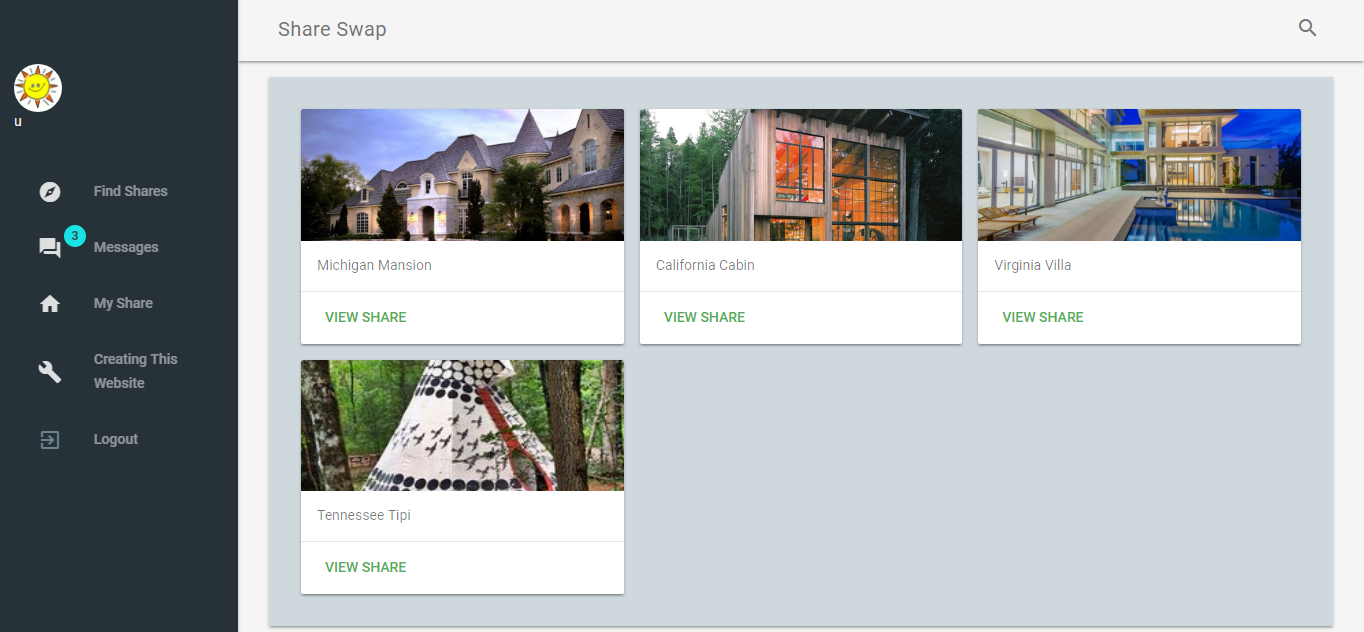 Share Swap
u
Find Shares
3
Messages
My Share
Creating This
Website
Logout
Michigan Mansion
VIEW SHARE
California Cabin
VIEW SHARE
Virginia Villa
VIEW SHARE
Tennessee Tipi
VIEW SHARE